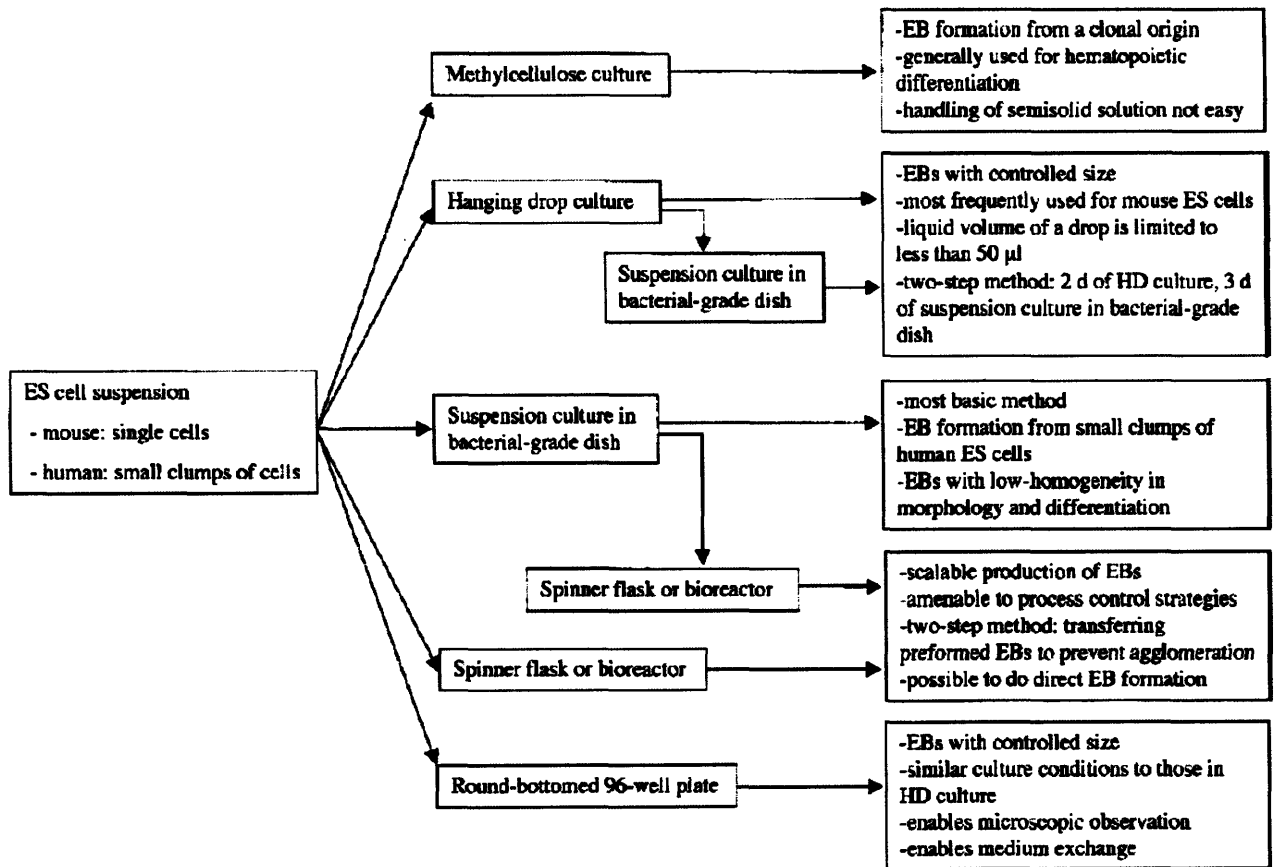 Methylcellulose culture
-EB formation from a clonal origin
-generally used for hematopoietic
differentiation
-handling of semisolid solution not easy
Hanging drop culture
Suspension culture in
bacterial-grade dish
-EBs with controlled size
-most frequently used for mouse ES cells
-liquid volume of a drop is limited to
less than 50 μl
-two-step method: 2 d of HD culture, 3 d
of suspension culture in bacterial-grade
dish
ES cell suspension
- mouse: single cells
- human: small clumps of cells
Suspension culture in
bacterial-grade dish
-most basic method
-EB formation from small clumps of
human ES cells
-EBs with low-homogeneity in
morphology and differentiation
Spinner flask or bioreactor
Spinner flask or bioreactor
-scalable production of EBs
-amenable to process control strategies
-two-step method: transferring
preformed EBs to prevent agglomeration
-possible to do direct EB formation
Round-bottomed 96-well plate
-EBs with controlled size
-similar culture conditions to those in
HD culture
-enables microscopic observation
-enables medium exchange